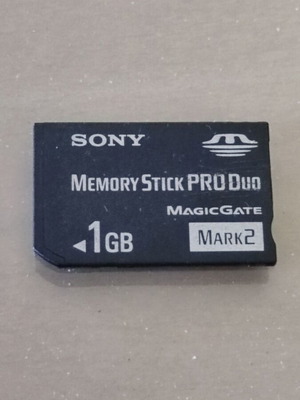 SONY
MEMORY STICK PRO DUO
MAGICGATE
1GB MARK2